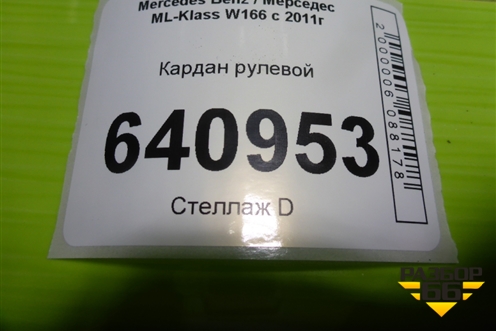 Mercedes Benz / Мерседес
ML-Klass W166 с 2011г
Кардан рулевой
640953
Стеллаж D
2000006088178
РАЗБОР
66